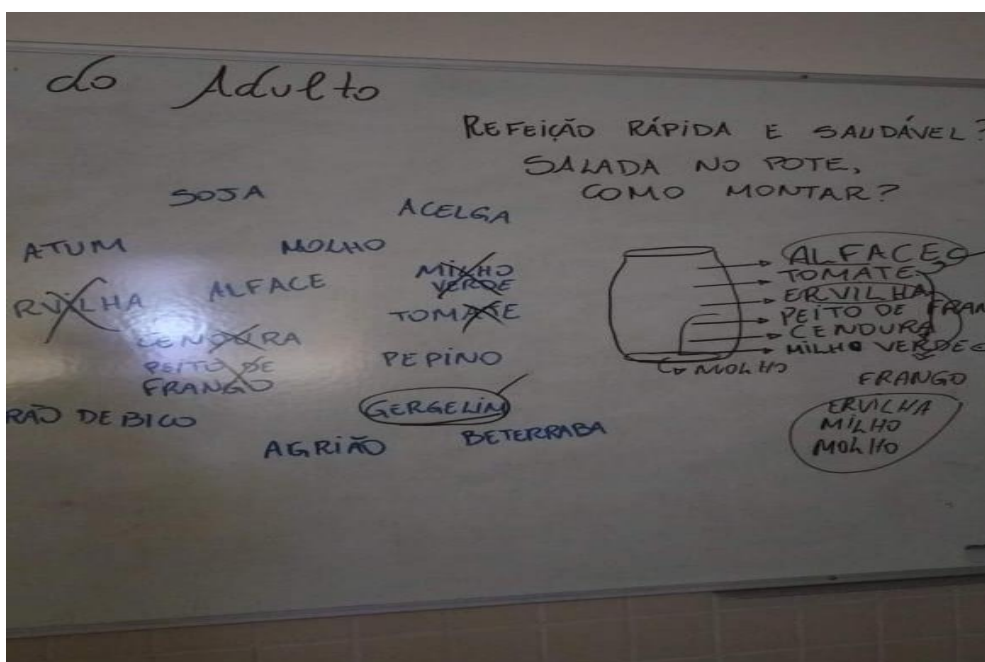 do Adulto
REFEIÇÃO RÁPIDA E SAUDÁVEL?
SALADA NO POTE,
COMO MONTAR?
SOJA
ACELGA
ATUM
MOLHO
MILHO
VERDE
RVILHA
ALFACE
TOMATE
CENOURA
PEITO DE
FRANGO
PEPINO
RÃO DE BICO
GERGELIM
AGRIÃO
BETERRABA
ALFACE
TOMATE
ERVILHA
PEITO DE FRAN
CENOURA
MILHO VERDE
MOLHO
FRANGO
ERVILHA
MILHO
MOLHO